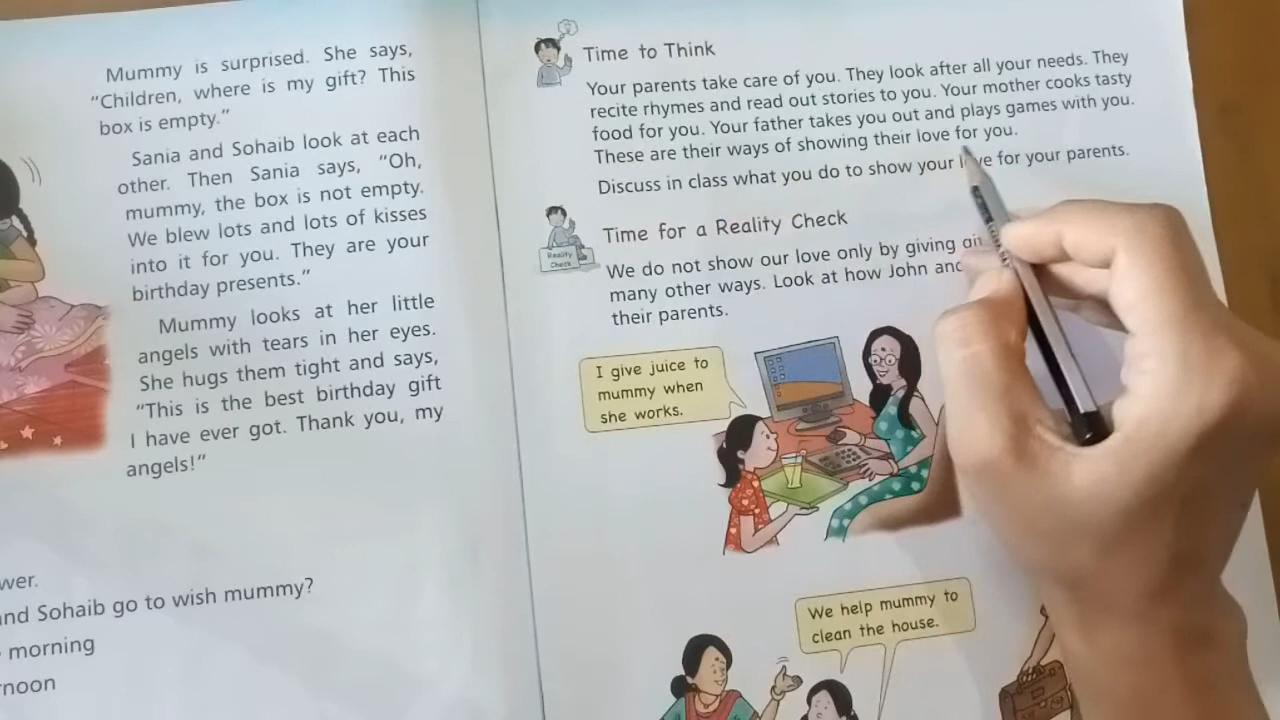 Mummy is surprised. She says,
"Children, where is my gift? This
box is empty."
Sania and Sohaib look at each
other. Then Sania says, "Oh,
mummy, the box is not empty.
We blew lots and lots of kisses
into it for you. They are your
birthday presents."
Mummy looks at her little
angels with tears in her eyes.
She hugs them tight and says,
"This is the best birthday gift
I have ever got. Thank you, my
angels!"
and Sohaib go to wish mummy?
morning
Time to Think
Your parents take care of you. They look after all your needs. They
recite rhymes and read out stories to you. Your mother cooks tasty
food for you. Your father takes you out and plays games with you.
These are their ways of showing their love for you.
Discuss in class what you do to show your love for your parents.
Reality
Check
Time for a Reality Check
We do not show our love only by giving
many other ways. Look at how John and
their parents.
I give juice to
mummy when
she works.
We help mummy to
clean the house.